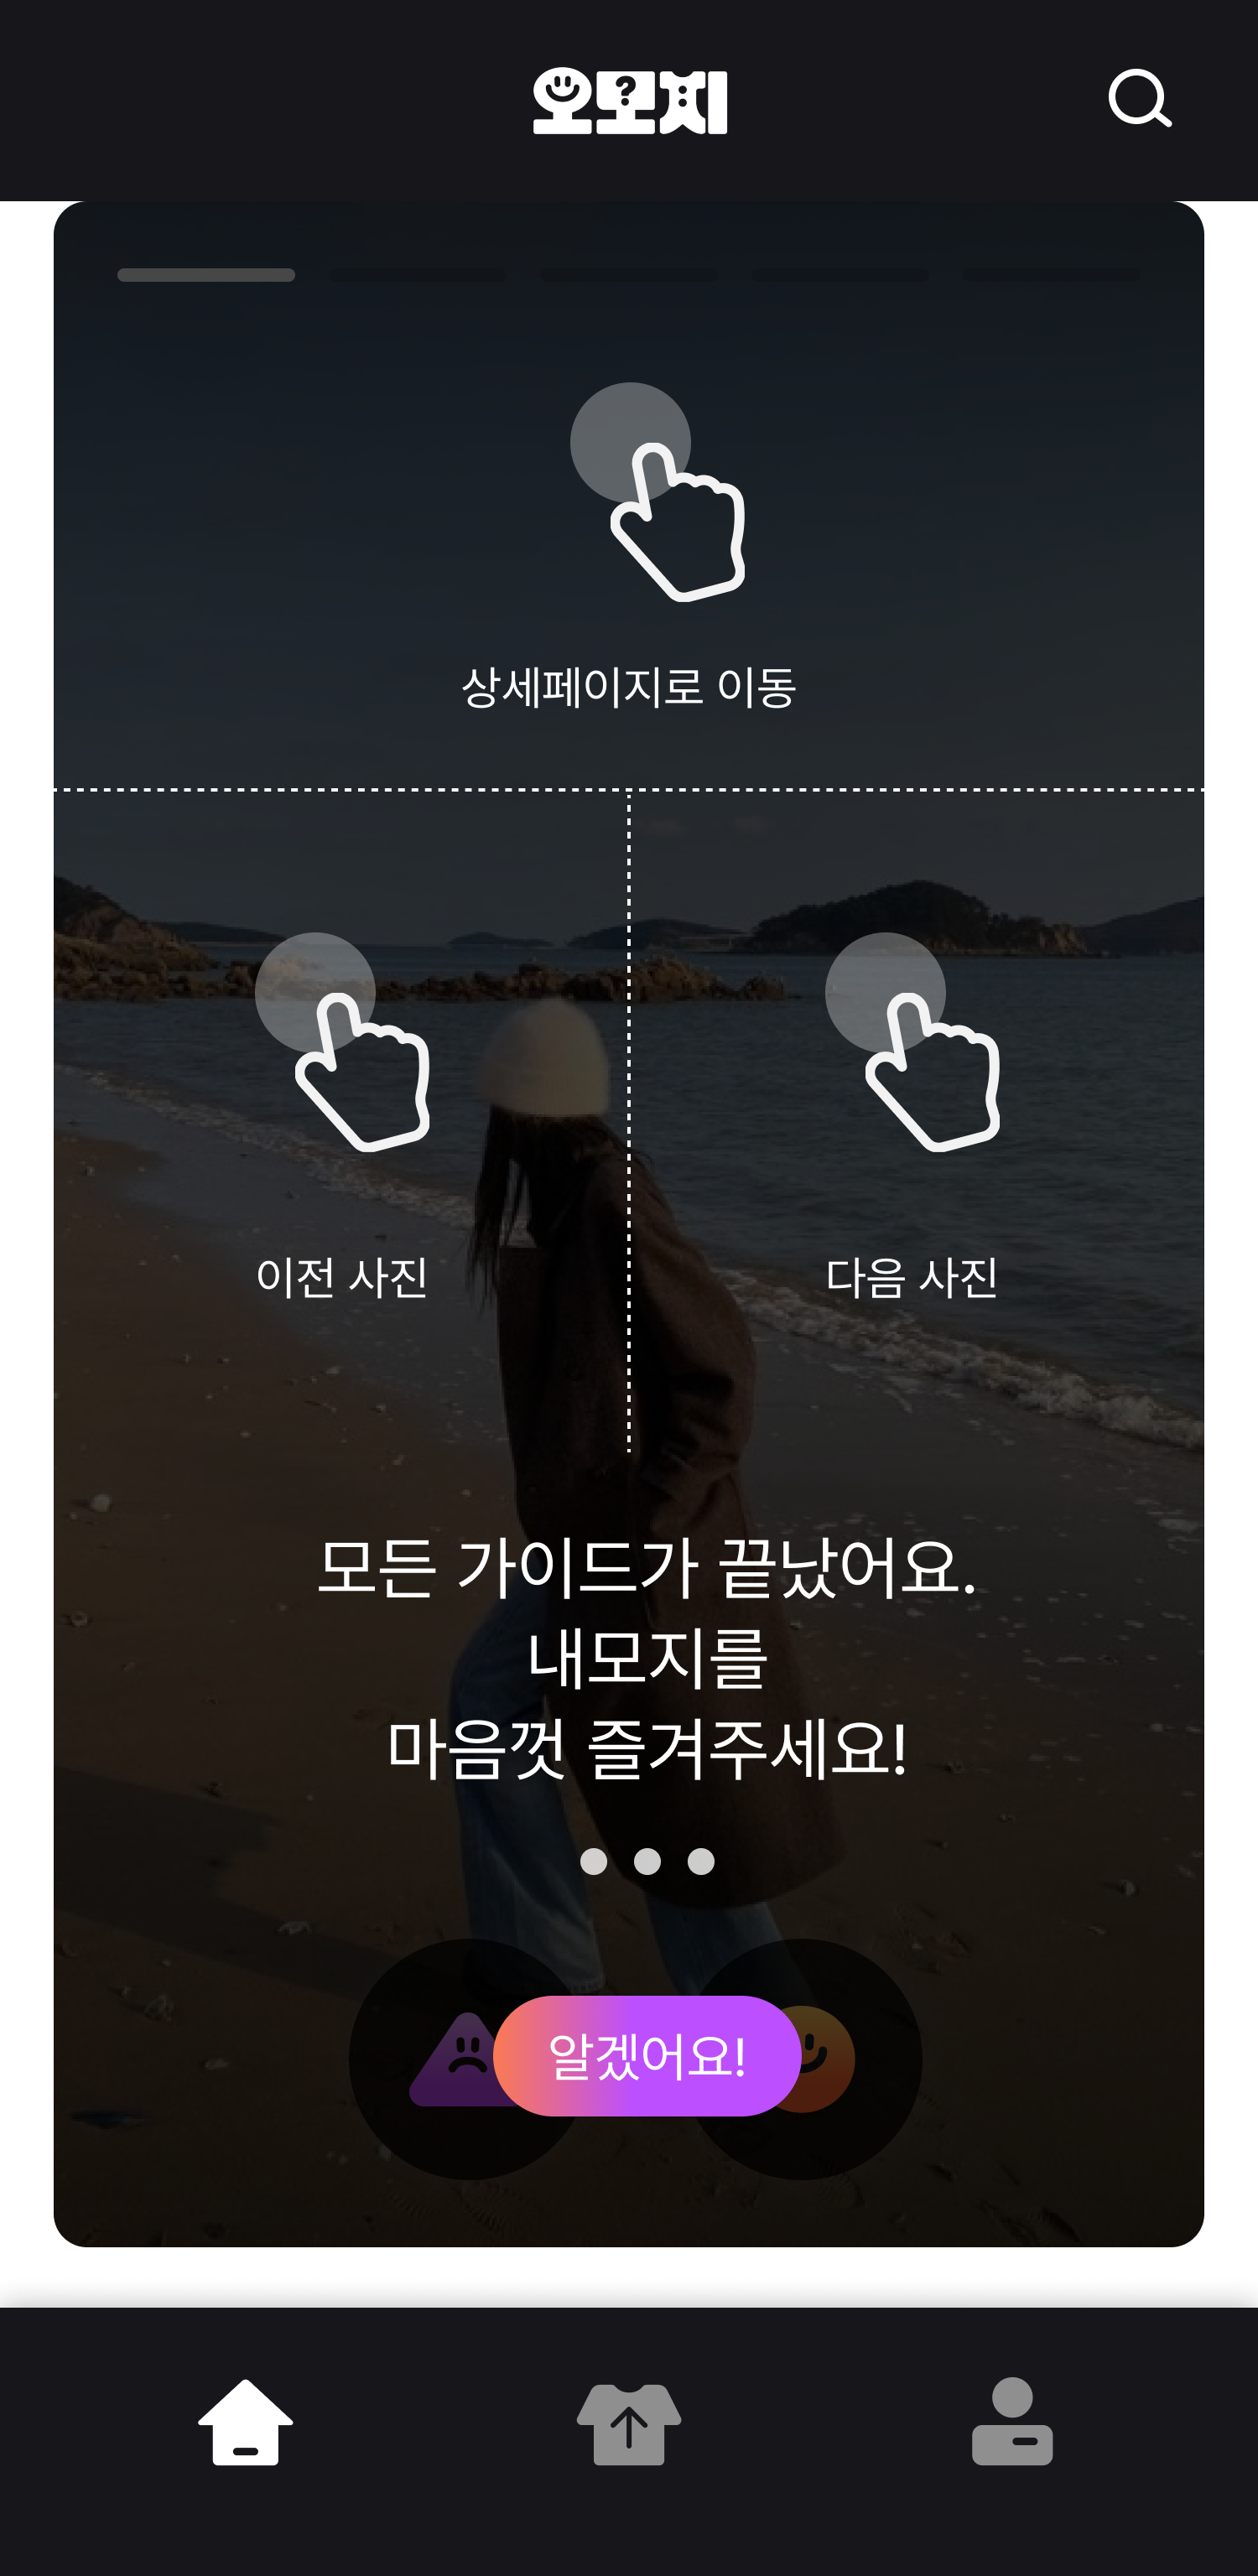 오모지
상세페이지로 이동
이전 사진
다음 사진
모든 가이드가 끝났어요.
내모지를
마음껏 즐겨주세요!
알겠어요!